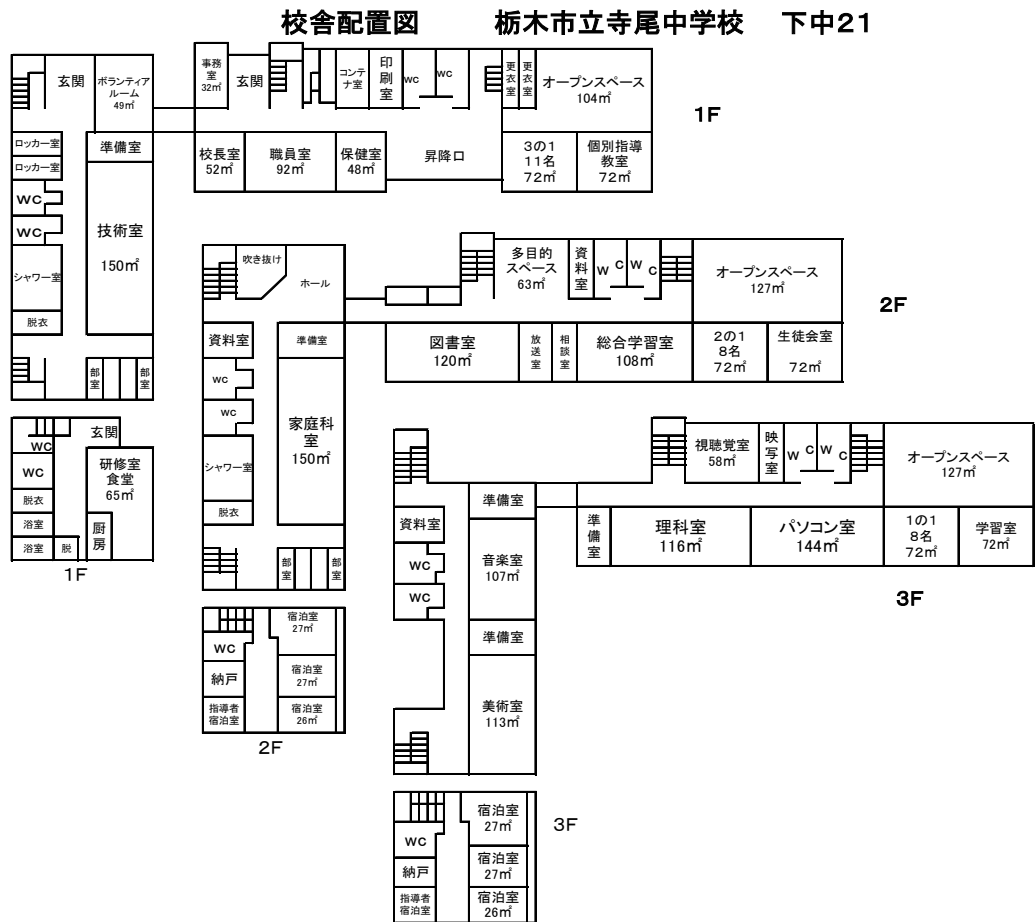 校舎配置図 栃木市立寺尾中学校 下中21
玄関
ボランティア
ルーム
49㎡
事務
室
32㎡
玄関
コンテ
ナ室
印
刷
室
WC
WC
更
衣
室
更
衣
室
オープンスペース
104㎡
1F
ロッカー室
ロッカー室
WC
WC
シャワー室
脱衣
準備室
技術室
150㎡
部
室
部
室
校長室
52㎡
職員室
92㎡
保健室
48㎡
昇降口
3の1
11名
72㎡
個別指導
教室
72㎡
吹き抜け
ホール
多目的
スペース
63㎡
資
料
室
W
C
W
C
オープンスペース
127㎡
2F
資料室
WC
WC
シャワー室
脱衣
準備室
家庭科
室
150㎡
部
室
部
室
図書室
120㎡
放
送
室
相
談
室
総合学習室
108㎡
2の1
8名
72㎡
生徒会室
72㎡
玄関
WC
WC
脱衣
浴室
浴室
脱
研修室
食堂
65㎡
厨
房
1F
視聴覚室
58㎡
映
写
室
W
C
W
C
オープンスペース
127㎡
準備室
資料室
WC
WC
音楽室
107㎡
準備室
美術室
113㎡
準
備
室
理科室
116㎡
パソコン室
144㎡
1の1
8名
72㎡
学習室
72㎡
3F
宿泊室
27㎡
WC
納戸
宿泊室
27㎡
指導者
宿泊室
宿泊室
26㎡
2F
宿泊室
27㎡
3F
WC
納戸
宿泊室
27㎡
指導者
宿泊室
宿泊室
26㎡